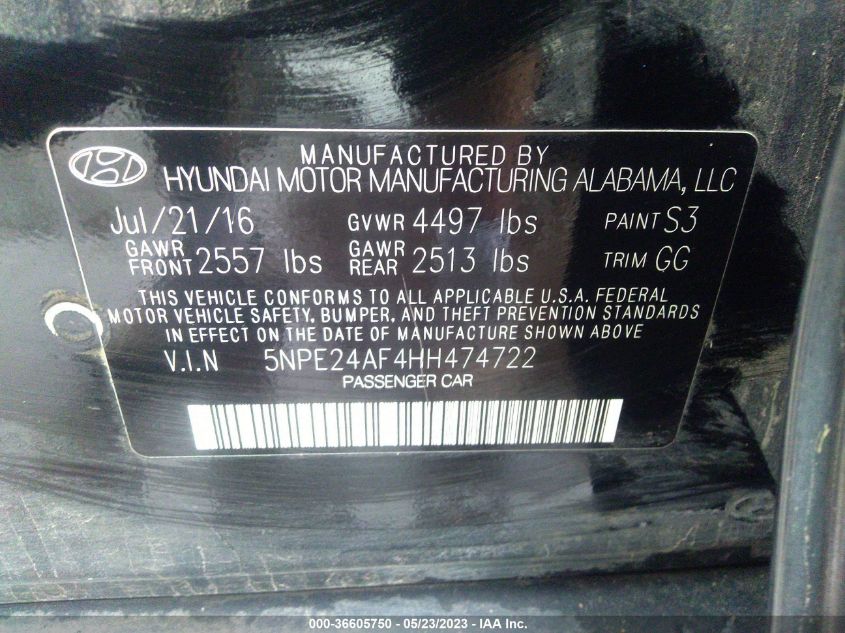 MANUFACTURED BY
HYUNDAI MOTOR MANUFACTURING ALABAMA, LLC
Jul/21/16 GVWR 4497 lbs PAINT S3
GAWR FRONT 2557 lbs GAWR REAR 2513 lbs TRIM GG
THIS VEHICLE CONFORMS TO ALL APPLICABLE U.S.A. FEDERAL
MOTOR VEHICLE SAFETY, BUMPER, AND THEFT PREVENTION STANDARDS
IN EFFECT ON THE DATE OF MANUFACTURE SHOWN ABOVE
V.I.N 5NPE24AF4HH474722
PASSENGER CAR
000-36605750 - 05/23/2023 - IAA Inc.